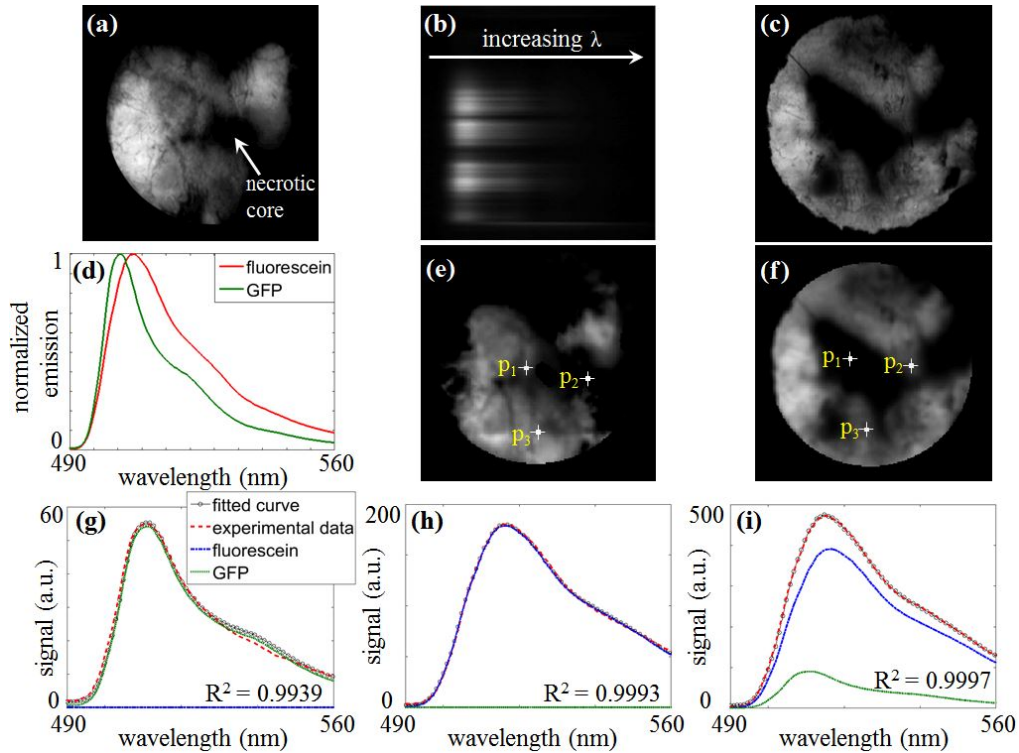 (a)
necrotic
core
(b)
increasing λ
(c)
(d)
1
fluorescein
GFP
normalized
emission
0
490
560
wavelength (nm)
(e)
p1
p2
p3
(f)
p1
p2
p3
(g)
60
fitted curve
experimental data
fluorescein
GFP
signal (a.u.)
R² = 0.9939
0
490
560
wavelength (nm)
(h)
200
signal (a.u.)
R² = 0.9993
0
490
560
wavelength (nm)
(i)
500
signal (a.u.)
R² = 0.9997
0
490
560
wavelength (nm)